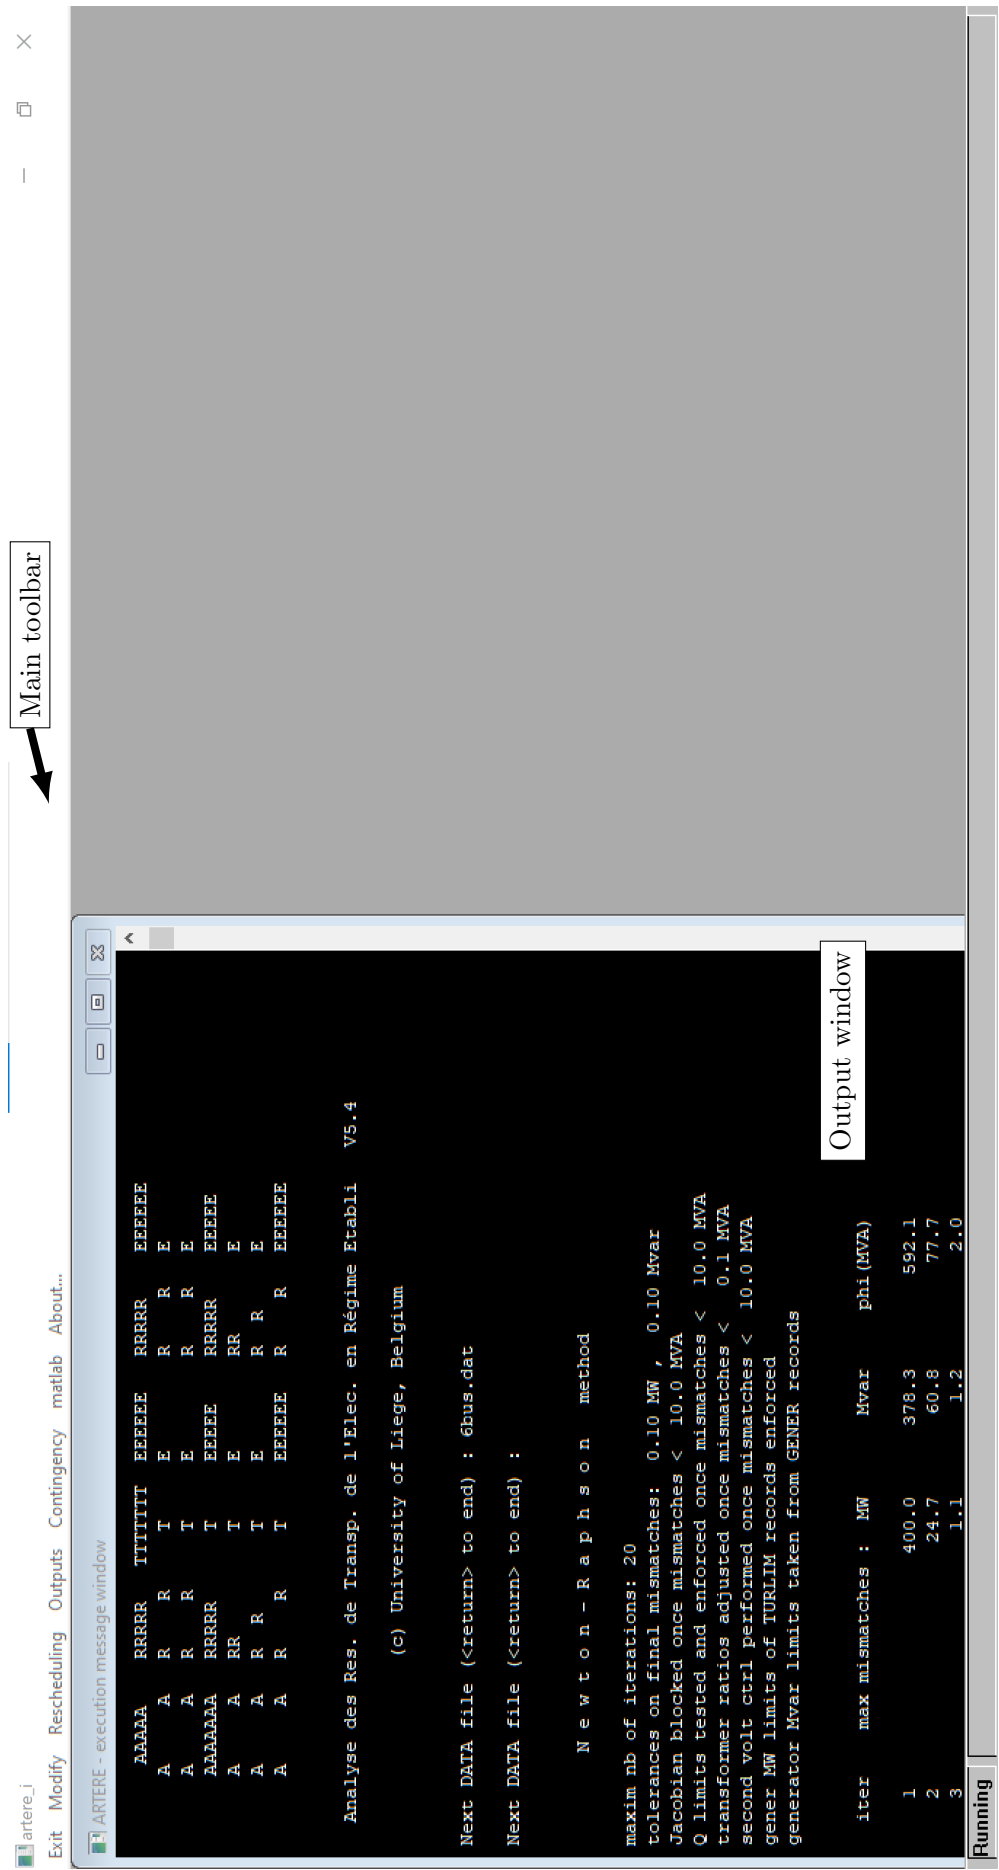 artere_i
Main toolbar
Exit Modify Rescheduling Outputs Contingency matlab About...
ARTERE - execution message window
AAAAA RRRRR TTTTTTT EEEEEE RRRRR EEEEEE
A A R R T E R R E
A A R R T E R R E
AAAAAAA RRRRR T EEEEE RRRRR EEEEE
A A RR T E RR E
A A R R T E R R E
A A R R T EEEEEE R R EEEEEE
Analyse des Res. de Transp. de l'Elec. en Régime Etabli V5.4
(c) University of Liege, Belgium
Next DATA file (<return> to end) : 6bus.dat
Next DATA file (<return> to end) :
N e w t o n - R a p h s o n method
maxim nb of iterations: 20
tolerances on final mismatches: 0.10 MW , 0.10 Mvar
Jacobian blocked once mismatches < 10.0 MVA
Q limits tested and enforced once mismatches < 10.0 MVA
transformer ratios adjusted once mismatches < 0.1 MVA
second volt ctrl performed once mismatches < 10.0 MVA
gener MW limits of TURLIM records enforced
generator Mvar limits taken from GENER records
Output window
iter max mismatches : MW Mvar phi(MVA)
1 400.0 378.3 592.1
2 24.7 60.8 77.7
3 1.1 1.2 2.0
Running